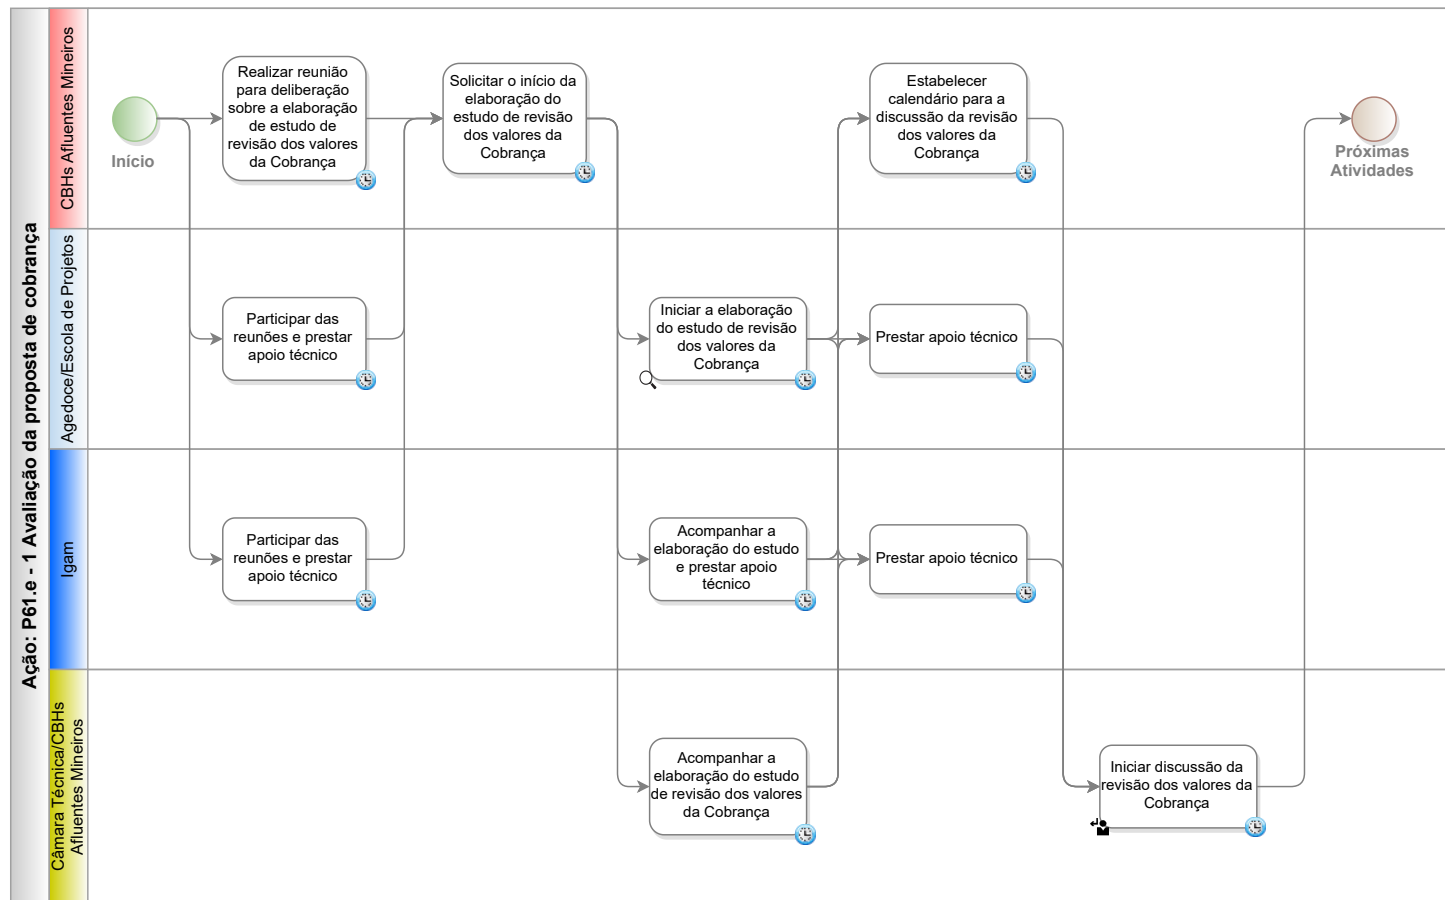 Ação: P61.e - 1 Avaliação da proposta de cobrança
CBHs Afluentes Mineiros
Início
Realizar reunião
para deliberação
sobre a elaboração
de estudo de
revisão dos valores
da Cobrança
Solicitar o início da
elaboração do
estudo de revisão
dos valores da
Cobrança
Estabelecer
calendário para a
discussão da revisão
dos valores da
Cobrança
Próximas
Atividades
Agedoce/Escola de Projetos
Participar das
reuniões e prestar
apoio técnico
Iniciar a elaboração
do estudo de revisão
dos valores da
Cobrança
Prestar apoio técnico
Igam
Participar das
reuniões e prestar
apoio técnico
Acompanhar a
elaboração do estudo
e prestar apoio
técnico
Prestar apoio técnico
Câmara Técnica/CBHs
Afluentes Mineiros
Acompanhar a
elaboração do estudo
de revisão dos valores
da Cobrança
Iniciar discussão da
revisão dos valores da
Cobrança